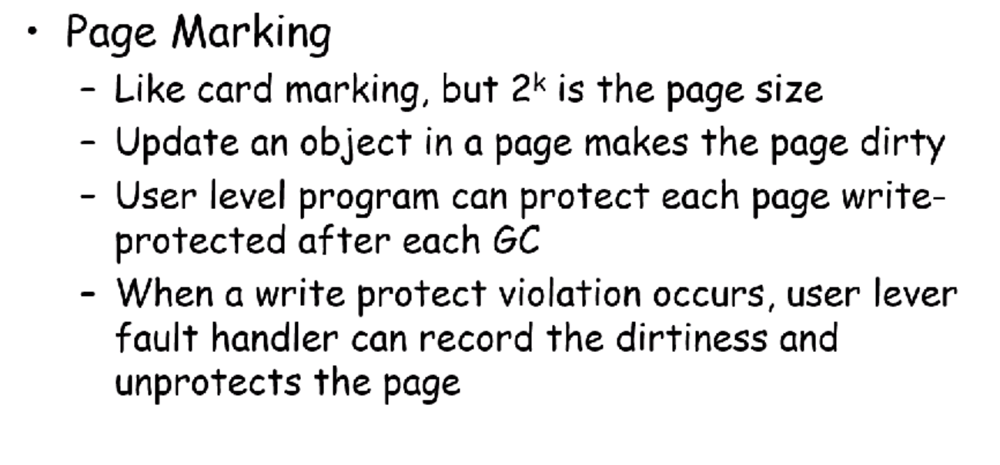 • Page Marking
– Like card marking, but 2ᵏ is the page size
– Update an object in a page makes the page dirty
– User level program can protect each page write-
protected after each GC
– When a write protect violation occurs, user lever
fault handler can record the dirtiness and
unprotects the page